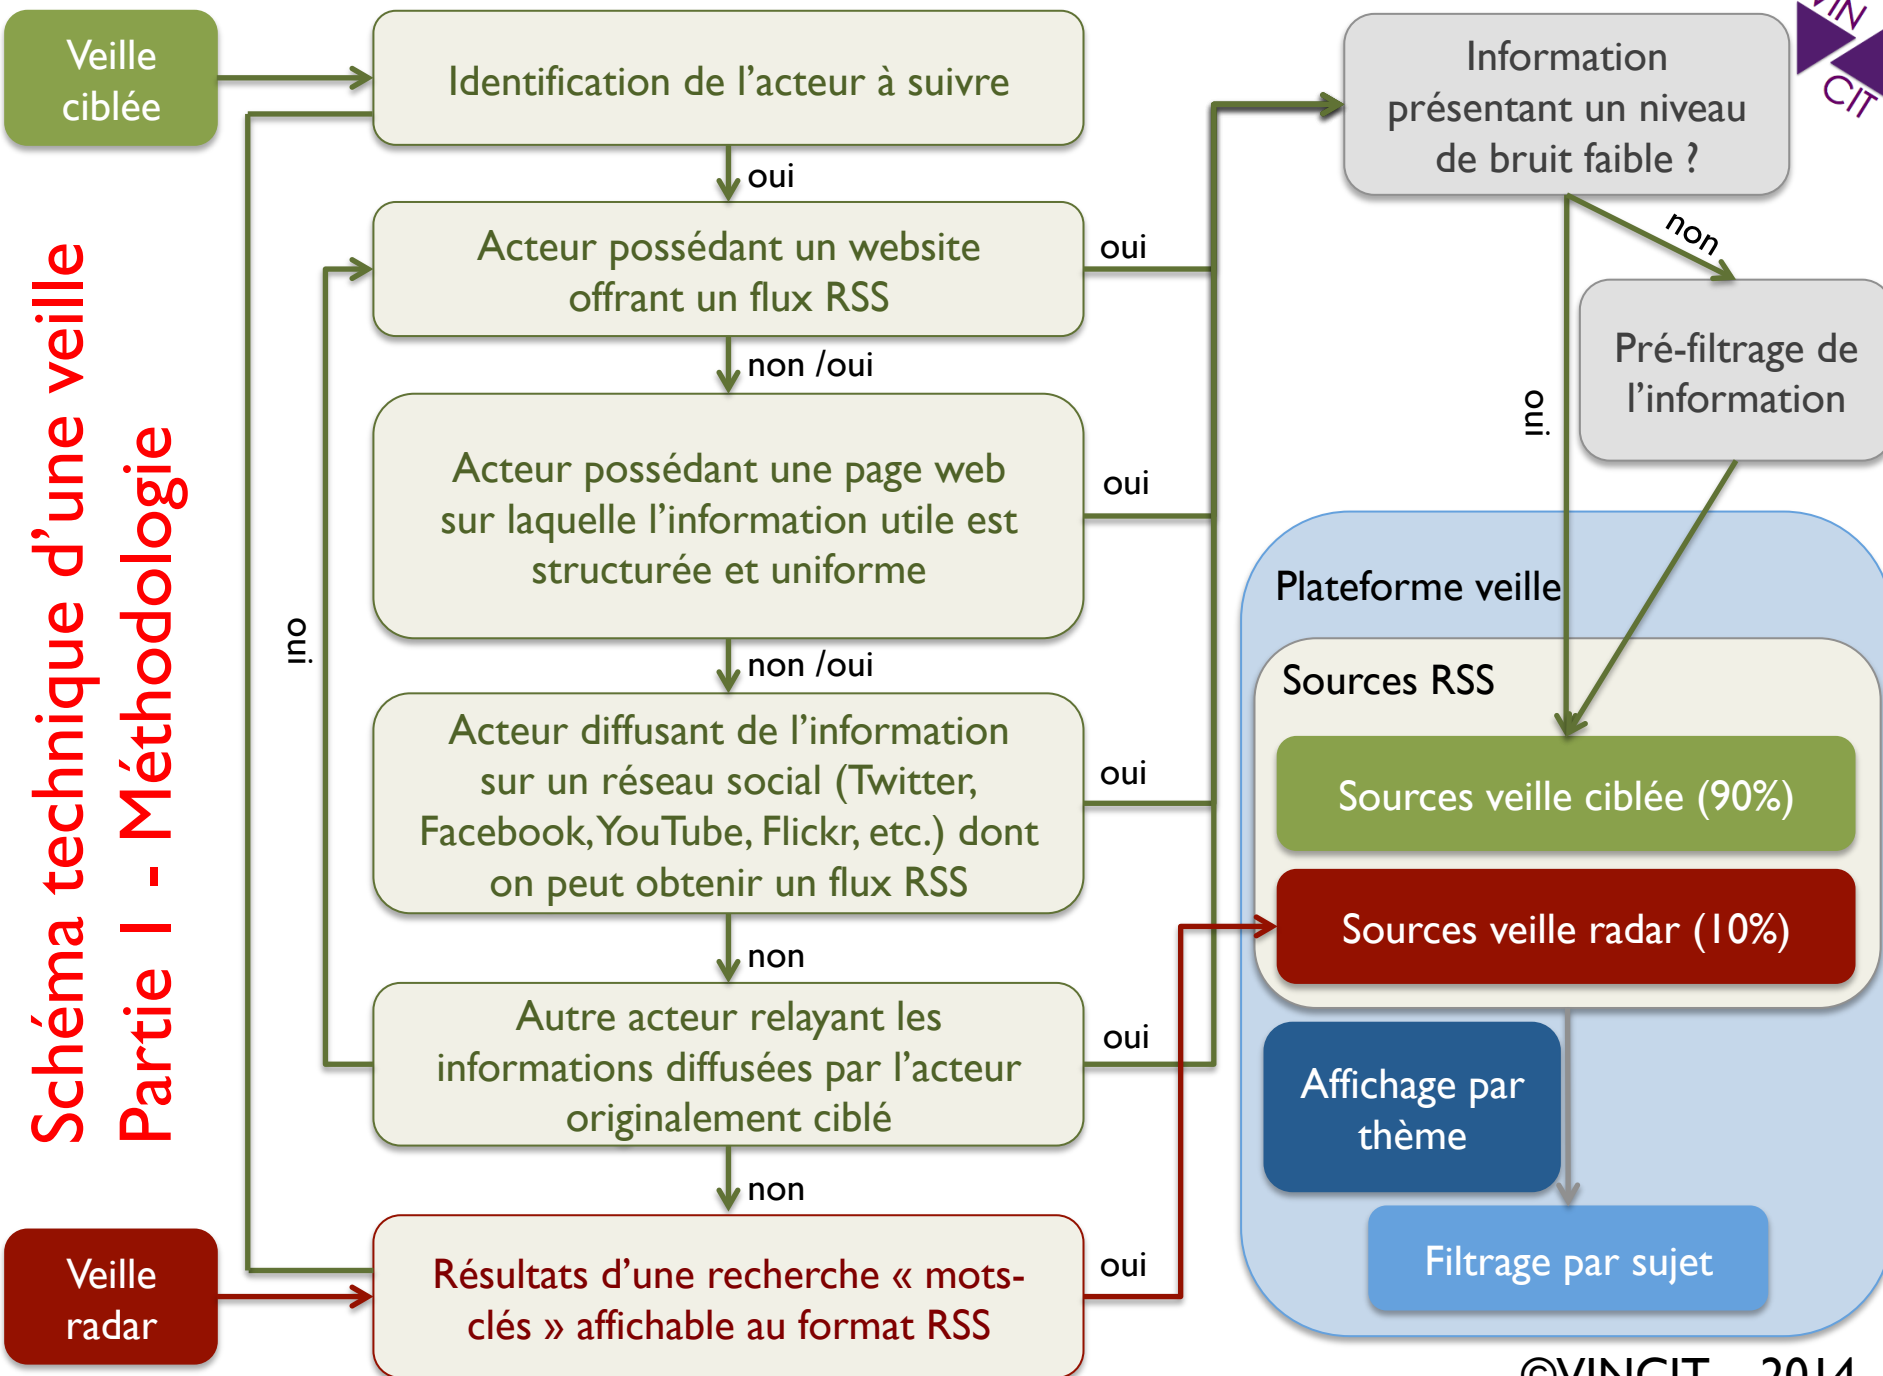 Schéma technique d'une veille
Partie I - Méthodologie
Veille
ciblée
Identification de l'acteur à suivre
oui
Acteur possédant un website
offrant un flux RSS
oui
non /oui
Acteur possédant une page web
sur laquelle l'information utile est
structurée et uniforme
oui
non /oui
Acteur diffusant de l'information
sur un réseau social (Twitter,
Facebook, YouTube, Flickr, etc.) dont
on peut obtenir un flux RSS
oui
non
Autre acteur relayant les
informations diffusées par l'acteur
originalement ciblé
oui
oui
non
Veille
radar
Résultats d'une recherche « mots-
clés » affichable au format RSS
oui
Information
présentant un niveau
de bruit faible ?
VIN
CIT
non
oui
Pré-filtrage de
l'information
Plateforme veille
Sources RSS
Sources veille ciblée (90%)
Sources veille radar (10%)
Affichage par
thème
Filtrage par sujet
©VINCIT 2014